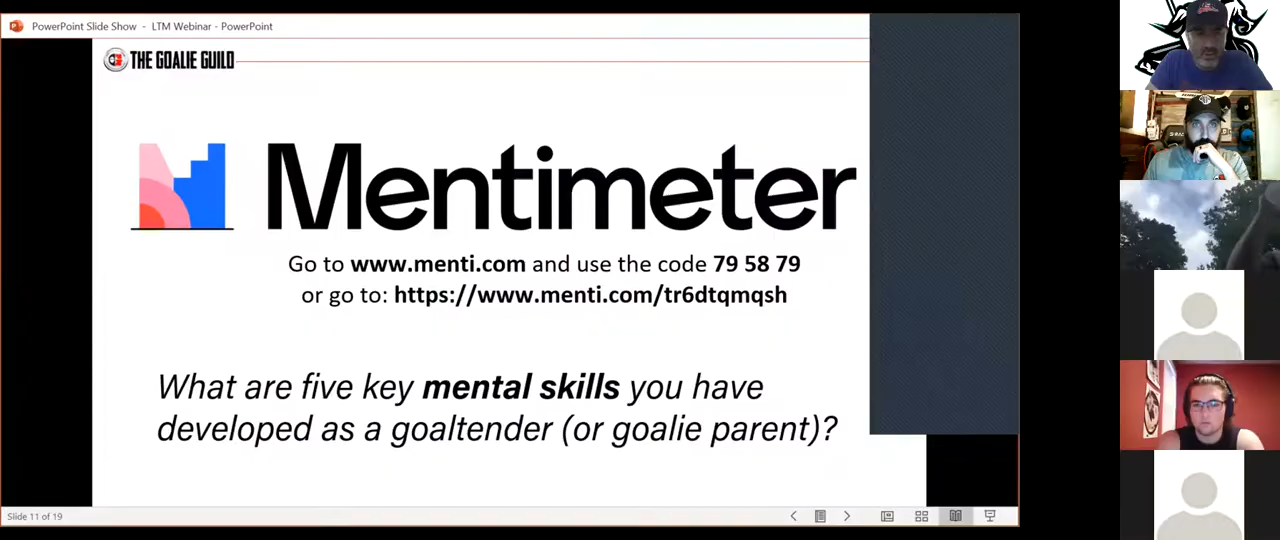 PowerPoint Slide Show - LTM Webinar - PowerPoint
THE GOALIE GUILD
Mentimeter
Go to www.menti.com and use the code 79 58 79
or go to: https://www.menti.com/tr6dtqmqsh
What are five key mental skills you have
developed as a goaltender (or goalie parent)?
Slide 11 of 19